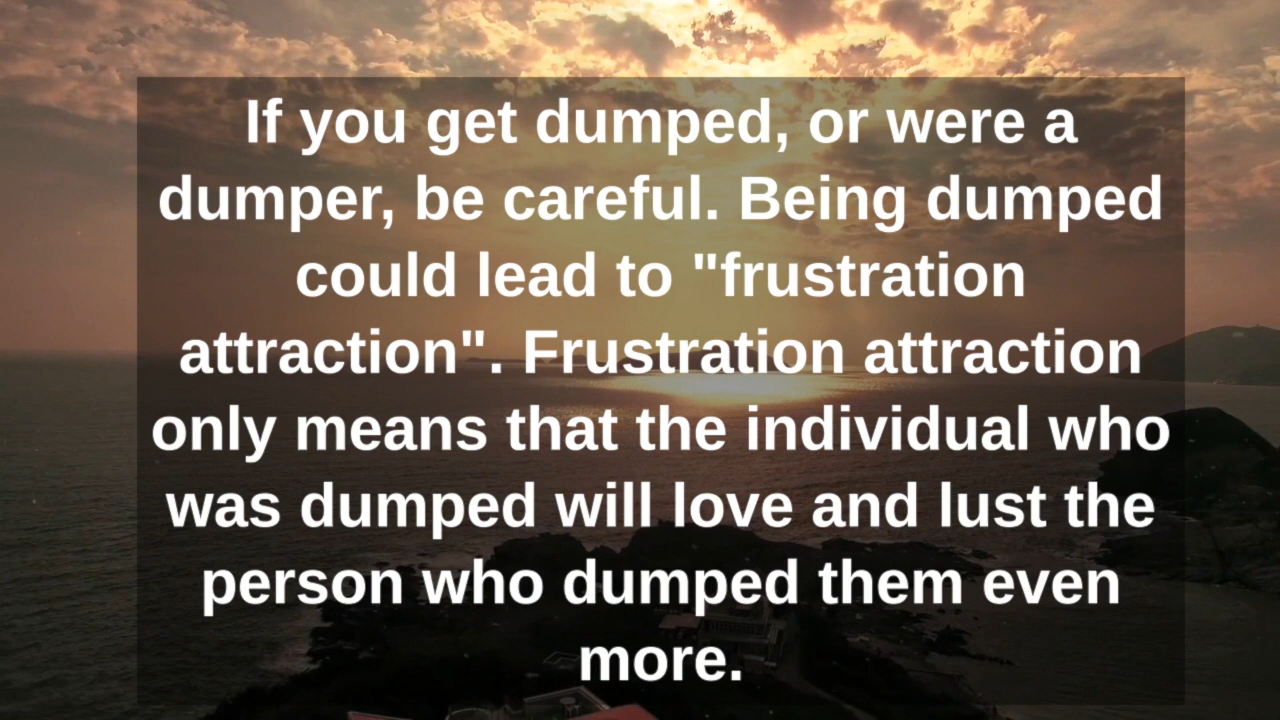 If you get dumped, or were a
dumper, be careful. Being dumped
could lead to "frustration
attraction". Frustration attraction
only means that the individual who
was dumped will love and lust the
person who dumped them even
more.